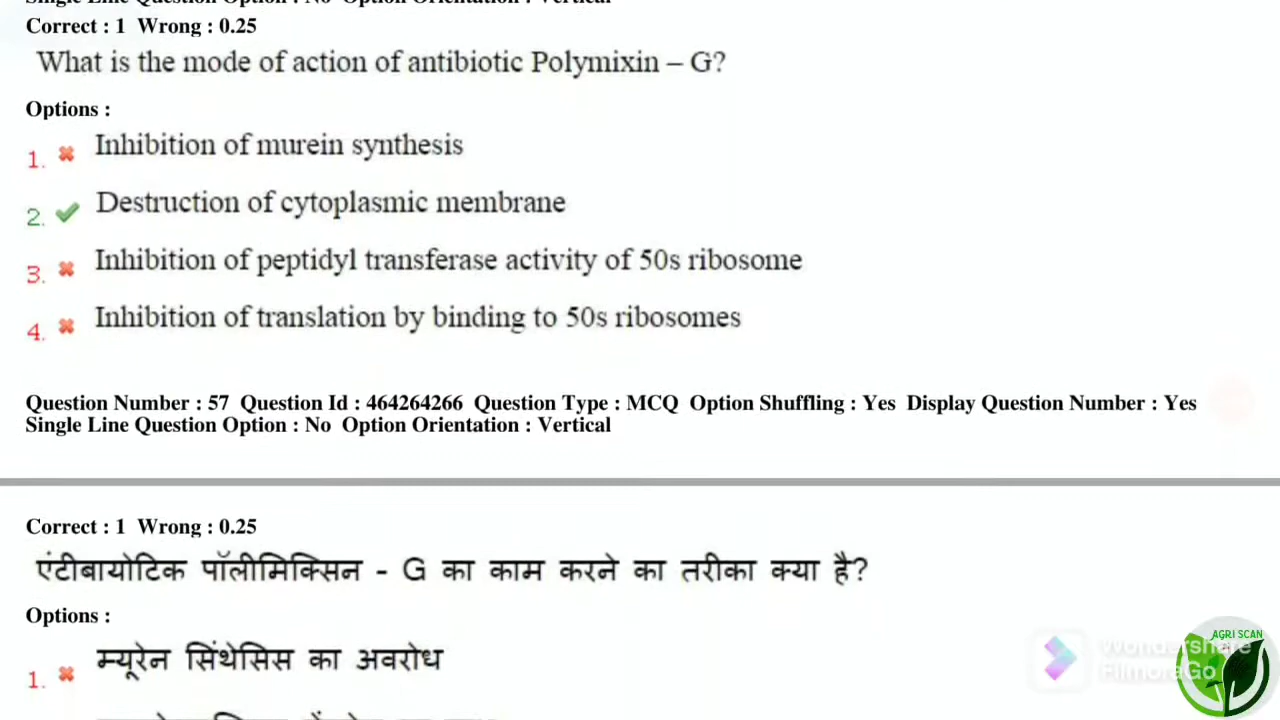 Correct : 1 Wrong : 0.25
What is the mode of action of antibiotic Polymixin – G?
Options :
1. Inhibition of murein synthesis
2. Destruction of cytoplasmic membrane
3. Inhibition of peptidyl transferase activity of 50s ribosome
4. Inhibition of translation by binding to 50s ribosomes
Question Number : 57 Question Id : 464264266 Question Type : MCQ Option Shuffling : Yes Display Question Number : Yes
Single Line Question Option : No Option Orientation : Vertical
Correct : 1 Wrong : 0.25
एंटीबायोटिक पॉलीमिक्सिन - G का काम करने का तरीका क्या है?
Options :
1. म्यूरेन सिंथेसिस का अवरोध
AGRI SCAN
Wondershare
FilmoraGo